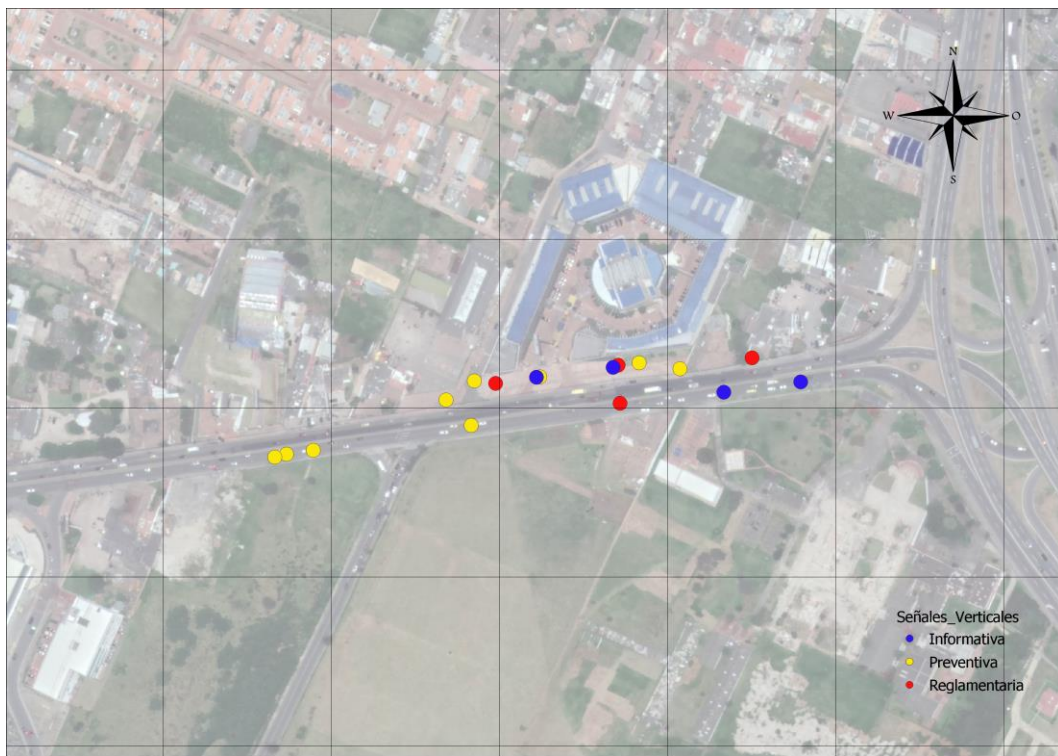 N
W
O
S
Señales_Verticales
Informativa
Preventiva
Reglamentaria